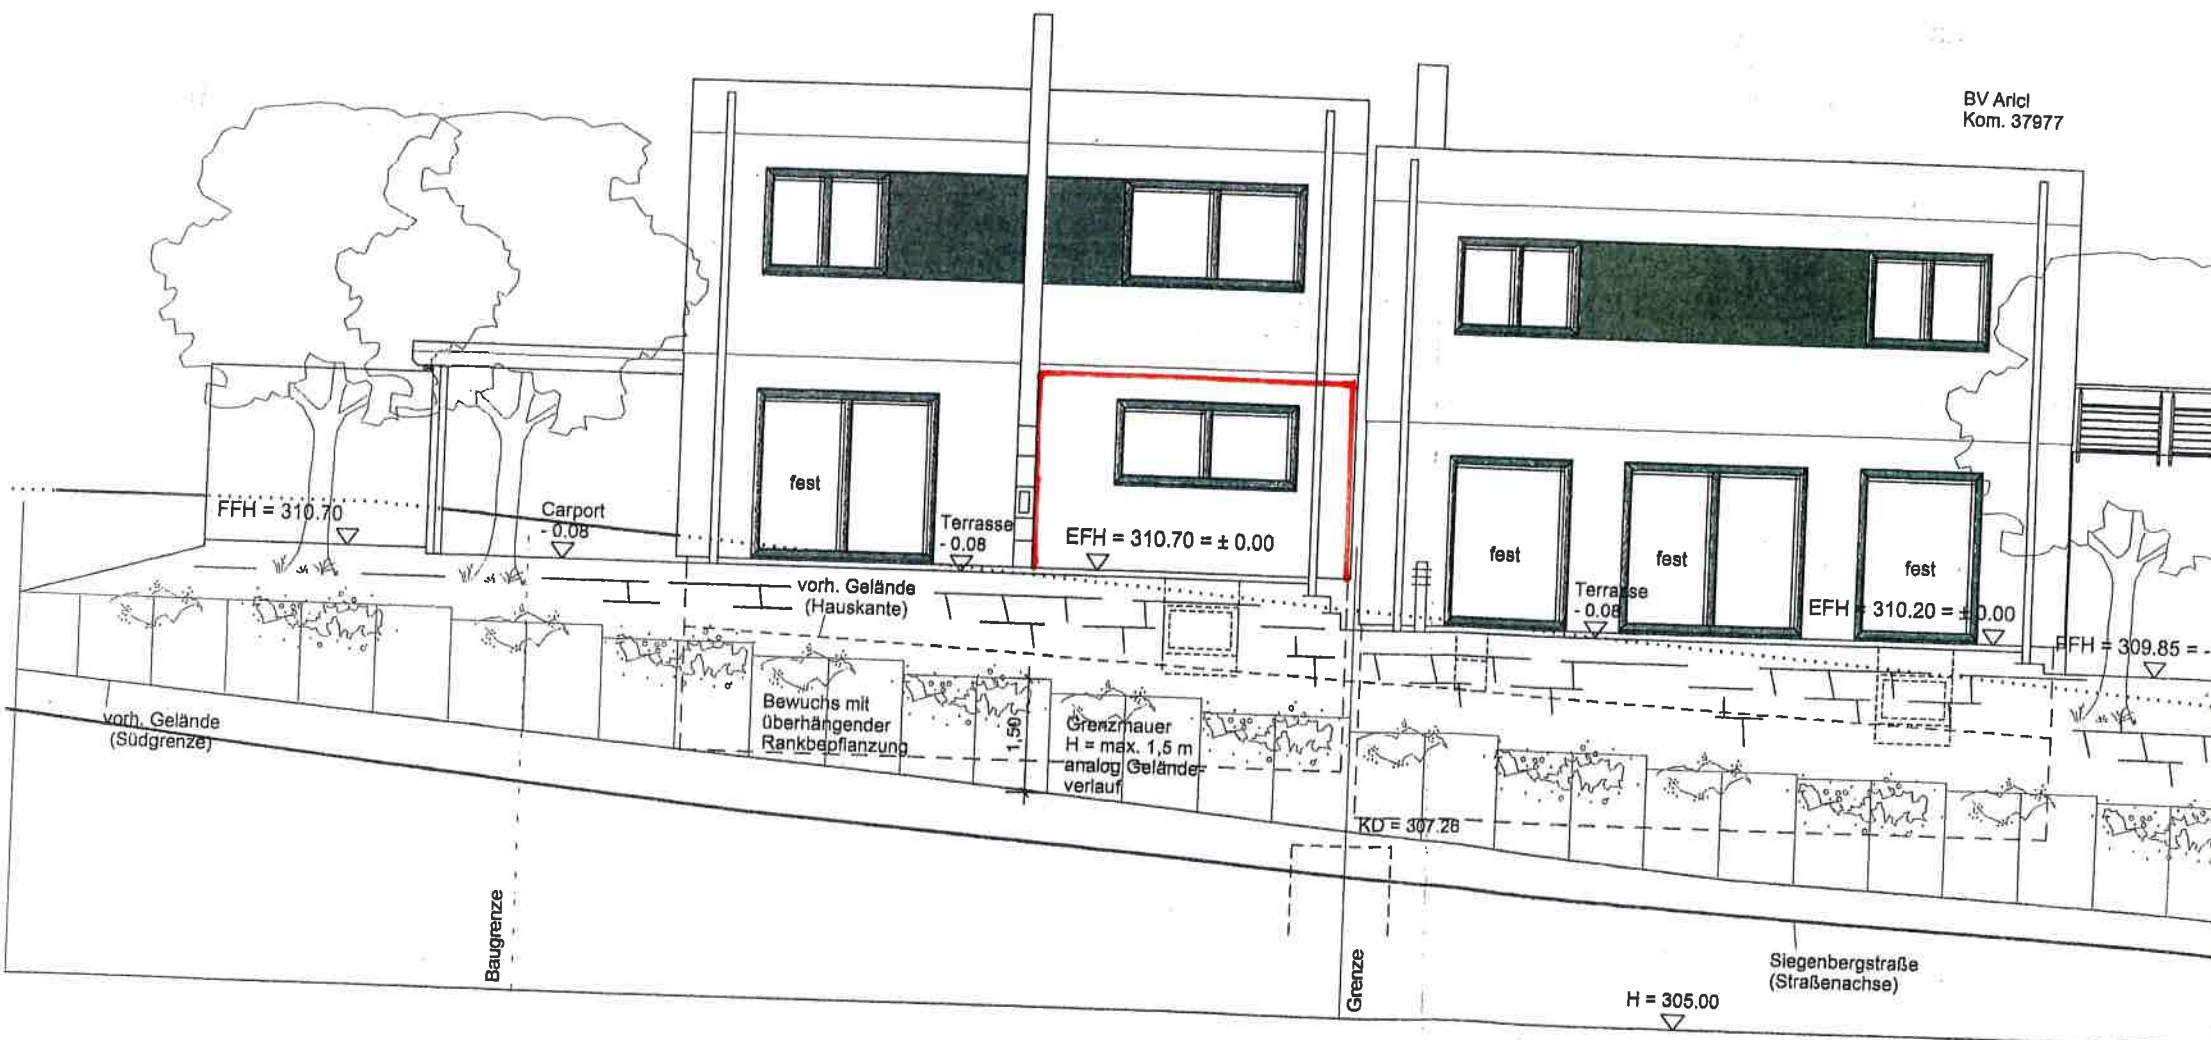 BV Arici
Kom. 37977
fest
FFH = 310.70
Carport
- 0.08
Terrasse
- 0.08
EFH = 310.70 = ± 0.00
fest
fest
fest
Terrasse
- 0.08
EFH = 310.20 = ± 0.00
FFH = 309.85 = -
vorh. Gelände
(Hauskante)
vorh. Gelände
(Südgrenze)
Bewuchs mit
überhängender
Rankbepflanzung
1,50
Grenzmauer
H = max. 1,5 m
analog Gelände-
verlauf
KD = 307.26
Baugrenze
Grenze
Siegenbergstraße
(Straßenachse)
H = 305.00